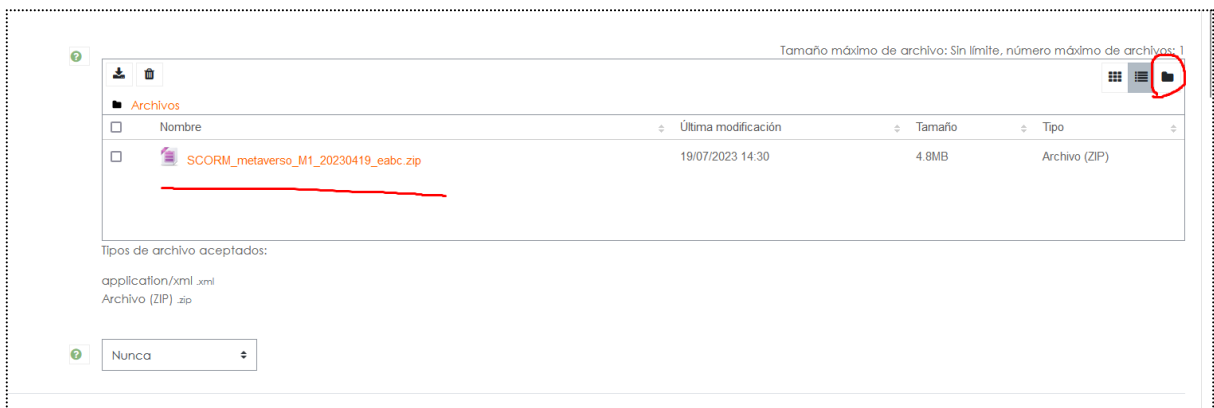 Tamaño máximo de archivo: Sin límite, número máximo de archivos: 1
Archivos
Nombre Última modificación Tamaño Tipo
SCORM_metaverso_M1_20230419_eabc.zip 19/07/2023 14:30 4.8MB Archivo (ZIP)
Tipos de archivo aceptados:
application/xml .xml
Archivo (ZIP) .zip
Nunca